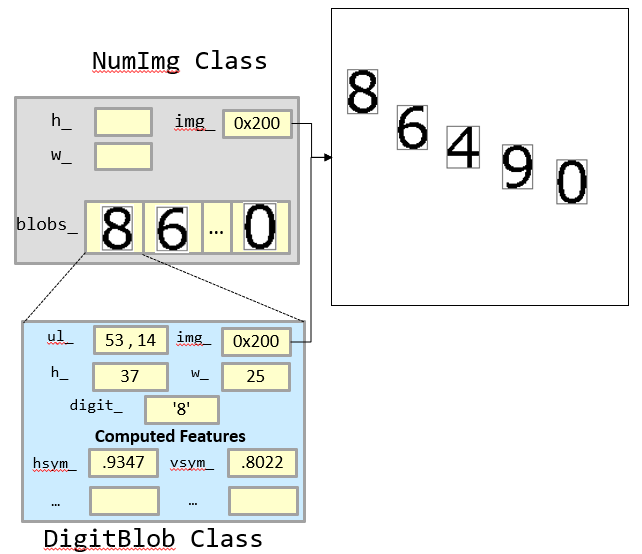 NumImg Class
h_ img_ 0x200
w_
blobs_ 8 6 ... 0
8
6
4
9
0
ul_ 53 , 14 img_ 0x200
h_ 37 w_ 25
digit_ '8'
Computed Features
hsym_ .9347 vsym_ .8022
... ...
DigitBlob Class